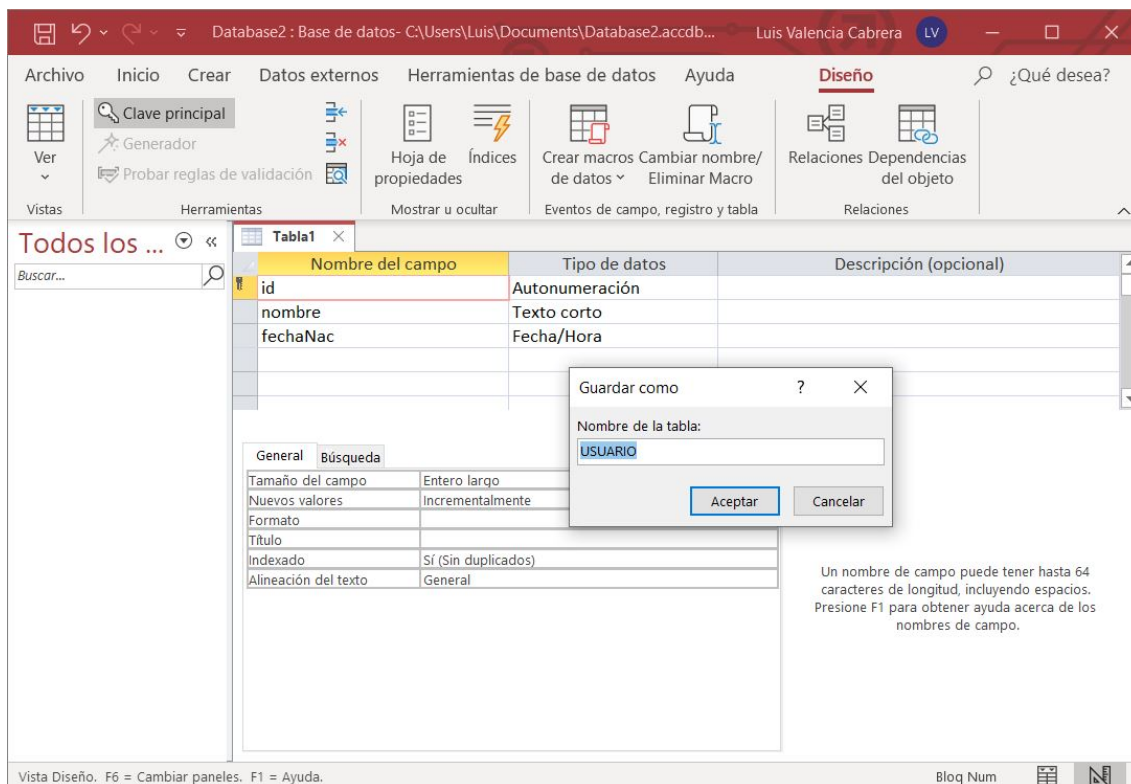 Database2 : Base de datos- C:\Users\Luis\Documents\Database2.accdb...
Luis Valencia Cabrera
LV
Archivo Inicio Crear Datos externos Herramientas de base de datos Ayuda Diseño ¿Qué desea?
Ver
Clave principal
Generador
Probar reglas de validación
Hoja de propiedades
Índices
Crear macros de datos
Cambiar nombre/
Eliminar Macro
Relaciones
Dependencias
del objeto
Vistas Herramientas Mostrar u ocultar Eventos de campo, registro y tabla Relaciones
Todos los ...
Buscar...
Tabla1
Nombre del campo Tipo de datos Descripción (opcional)
id Autonumeración
nombre Texto corto
fechaNac Fecha/Hora
Guardar como ?
Nombre de la tabla:
USUARIO
Aceptar Cancelar
General Búsqueda
Tamaño del campo Entero largo
Nuevos valores Incrementalmente
Formato
Título
Indexado Sí (Sin duplicados)
Alineación del texto General
Un nombre de campo puede tener hasta 64
caracteres de longitud, incluyendo espacios.
Presione F1 para obtener ayuda acerca de los
nombres de campo.
Vista Diseño. F6 = Cambiar paneles. F1 = Ayuda.
Bloq Num